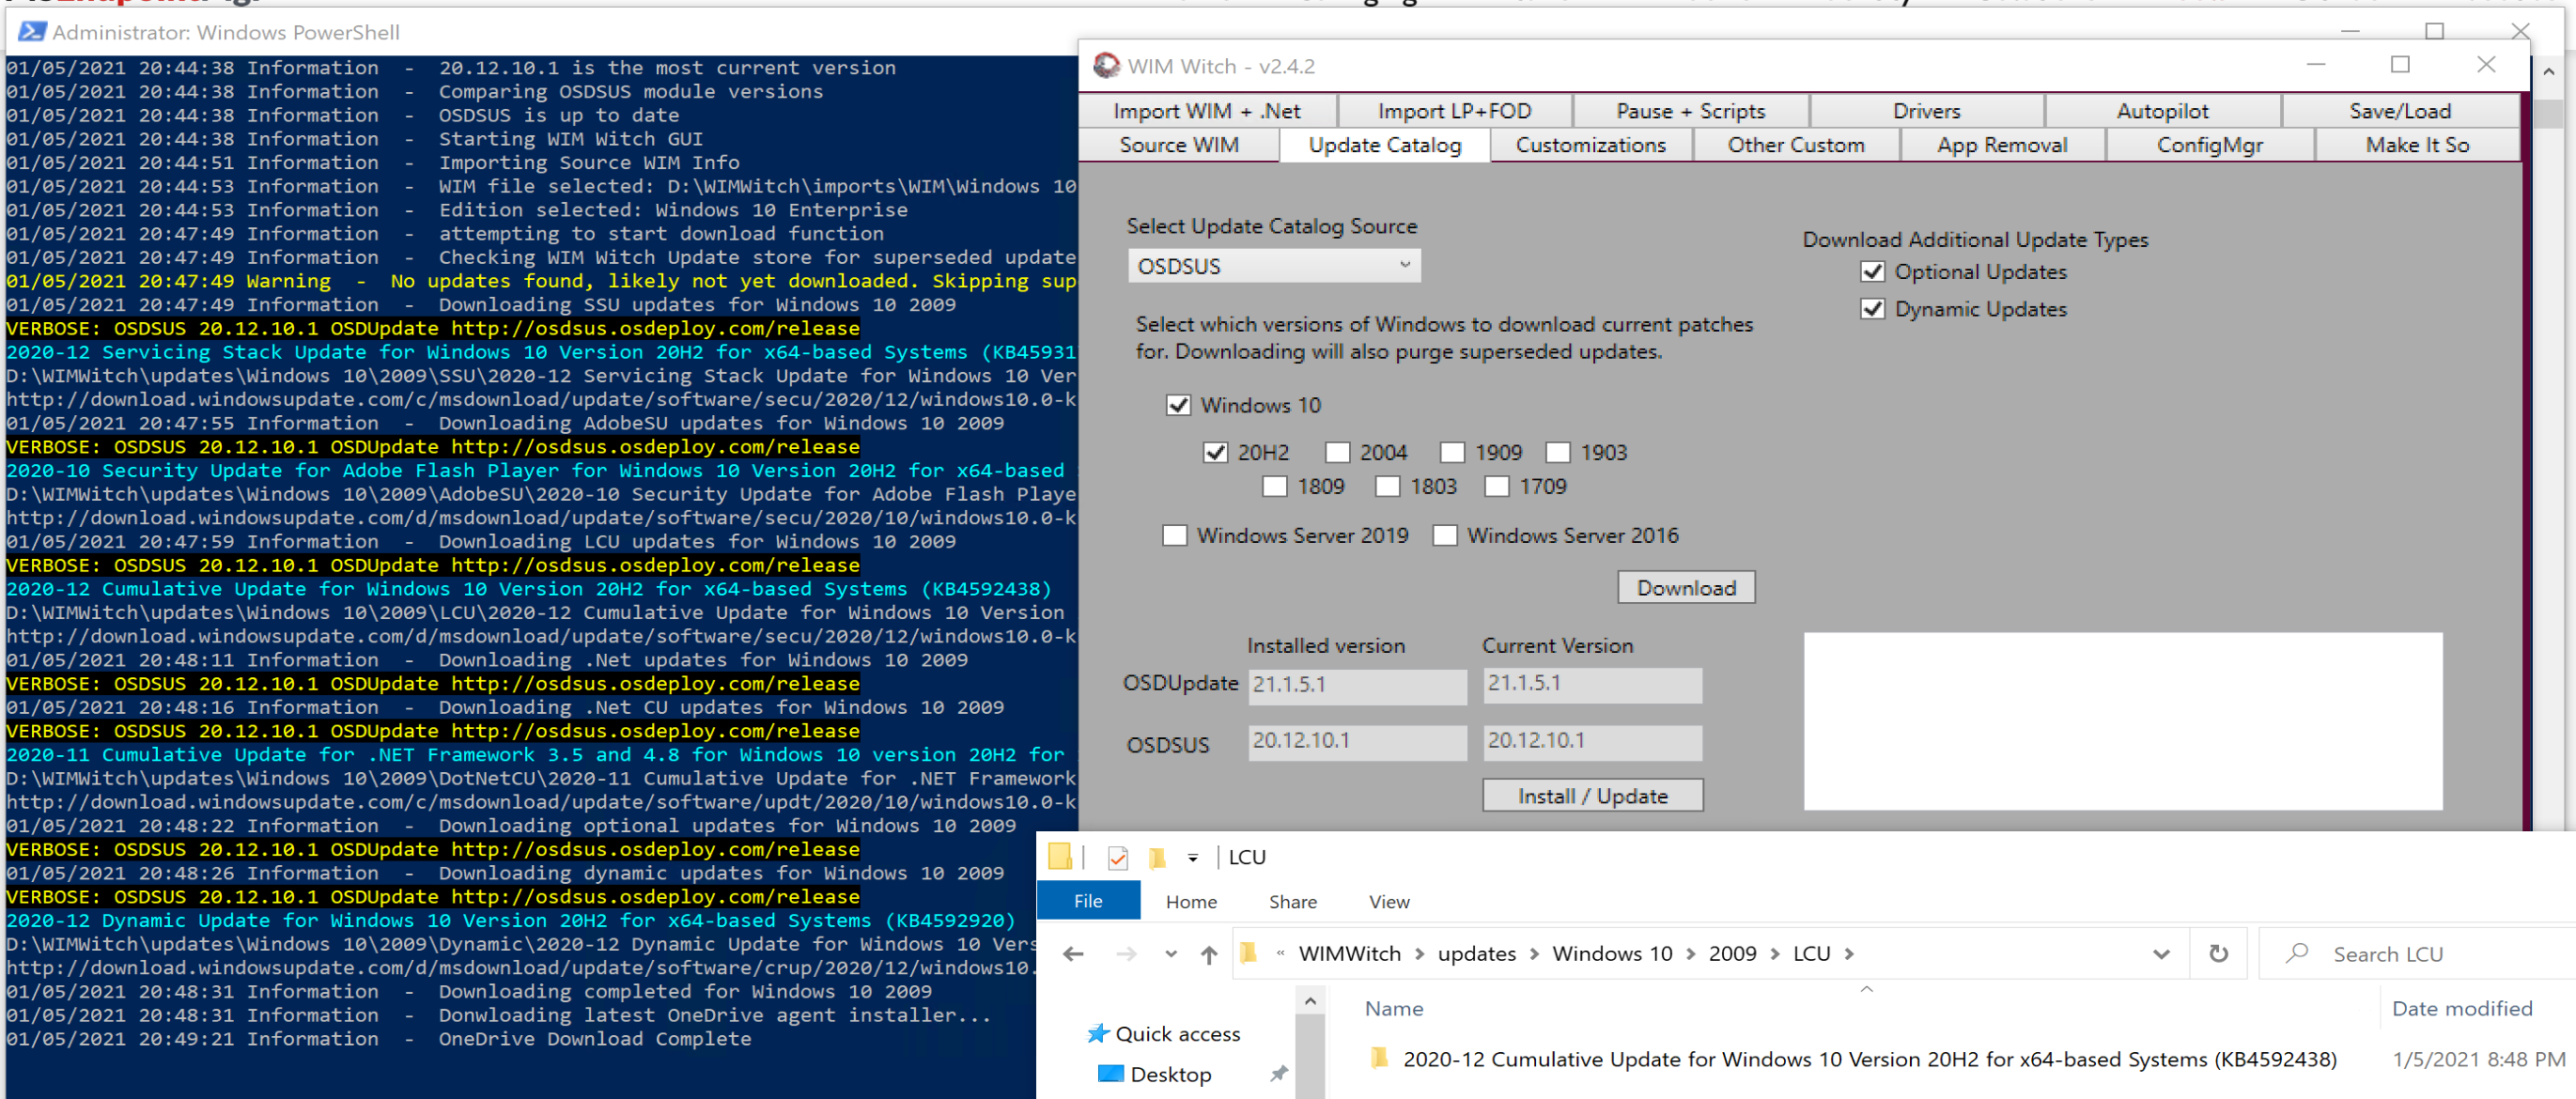 Administrator: Windows PowerShell
01/05/2021 20:44:38 Information - 20.12.10.1 is the most current version
01/05/2021 20:44:38 Information - Comparing OSDSUS module versions
01/05/2021 20:44:38 Information - OSDSUS is up to date
01/05/2021 20:44:38 Information - Starting WIM Witch GUI
01/05/2021 20:44:51 Information - Importing Source WIM Info
01/05/2021 20:44:53 Information - WIM file selected: D:\WIMWitch\imports\WIM\Windows 10
01/05/2021 20:44:53 Information - Edition selected: Windows 10 Enterprise
01/05/2021 20:47:49 Information - attempting to start download function
01/05/2021 20:47:49 Information - Checking WIM Witch Update store for superseded update
01/05/2021 20:47:49 Warning - No updates found, likely not yet downloaded. Skipping sup
01/05/2021 20:47:49 Information - Downloading SSU updates for Windows 10 2009
VERBOSE: OSDSUS 20.12.10.1 OSDUpdate http://osdsus.osdeploy.com/release
2020-12 Servicing Stack Update for Windows 10 Version 20H2 for x64-based Systems (KB45931
D:\WIMWitch\updates\Windows 10\2009\SSU\2020-12 Servicing Stack Update for Windows 10 Ver
http://download.windowsupdate.com/c/msdownload/update/software/secu/2020/12/windows10.0-k
01/05/2021 20:47:55 Information - Downloading AdobeSU updates for Windows 10 2009
VERBOSE: OSDSUS 20.12.10.1 OSDUpdate http://osdsus.osdeploy.com/release
2020-10 Security Update for Adobe Flash Player for Windows 10 Version 20H2 for x64-based
D:\WIMWitch\updates\Windows 10\2009\AdobeSU\2020-10 Security Update for Adobe Flash Playe
http://download.windowsupdate.com/d/msdownload/update/software/secu/2020/10/windows10.0-k
01/05/2021 20:47:59 Information - Downloading LCU updates for Windows 10 2009
VERBOSE: OSDSUS 20.12.10.1 OSDUpdate http://osdsus.osdeploy.com/release
2020-12 Cumulative Update for Windows 10 Version 20H2 for x64-based Systems (KB4592438)
D:\WIMWitch\updates\Windows 10\2009\LCU\2020-12 Cumulative Update for Windows 10 Version
http://download.windowsupdate.com/d/msdownload/update/software/secu/2020/12/windows10.0-k
01/05/2021 20:48:11 Information - Downloading .Net updates for Windows 10 2009
VERBOSE: OSDSUS 20.12.10.1 OSDUpdate http://osdsus.osdeploy.com/release
01/05/2021 20:48:16 Information - Downloading .Net CU updates for Windows 10 2009
VERBOSE: OSDSUS 20.12.10.1 OSDUpdate http://osdsus.osdeploy.com/release
2020-11 Cumulative Update for .NET Framework 3.5 and 4.8 for Windows 10 version 20H2 for
D:\WIMWitch\updates\Windows 10\2009\DotNetCU\2020-11 Cumulative Update for .NET Framework
http://download.windowsupdate.com/c/msdownload/update/software/updt/2020/10/windows10.0-k
01/05/2021 20:48:22 Information - Downloading optional updates for Windows 10 2009
VERBOSE: OSDSUS 20.12.10.1 OSDUpdate http://osdsus.osdeploy.com/release
01/05/2021 20:48:26 Information - Downloading dynamic updates for Windows 10 2009
VERBOSE: OSDSUS 20.12.10.1 OSDUpdate http://osdsus.osdeploy.com/release
2020-12 Dynamic Update for Windows 10 Version 20H2 for x64-based Systems (KB4592920)
D:\WIMWitch\updates\Windows 10\2009\Dynamic\2020-12 Dynamic Update for Windows 10 Vers
http://download.windowsupdate.com/d/msdownload/update/software/crup/2020/12/windows10.
01/05/2021 20:48:31 Information - Downloading completed for Windows 10 2009
01/05/2021 20:48:31 Information - Donwloading latest OneDrive agent installer...
01/05/2021 20:49:21 Information - OneDrive Download Complete
WIM Witch - v2.4.2
Import WIM + .Net Import LP+FOD Pause + Scripts Drivers Autopilot Save/Load
Source WIM Update Catalog Customizations Other Custom App Removal ConfigMgr Make It So
Select Update Catalog Source
OSDSUS
Download Additional Update Types
Optional Updates
Dynamic Updates
Select which versions of Windows to download current patches
for. Downloading will also purge superseded updates.
Windows 10
20H2 2004 1909 1903
1809 1803 1709
Windows Server 2019 Windows Server 2016
Download
Installed version Current Version
OSDUpdate 21.1.5.1 21.1.5.1
OSDSUS 20.12.10.1 20.12.10.1
Install / Update
LCU
File Home Share View
« WIMWitch > updates > Windows 10 > 2009 > LCU >
Search LCU
Name Date modified
Quick access
2020-12 Cumulative Update for Windows 10 Version 20H2 for x64-based Systems (KB4592438) 1/5/2021 8:48 PM
Desktop